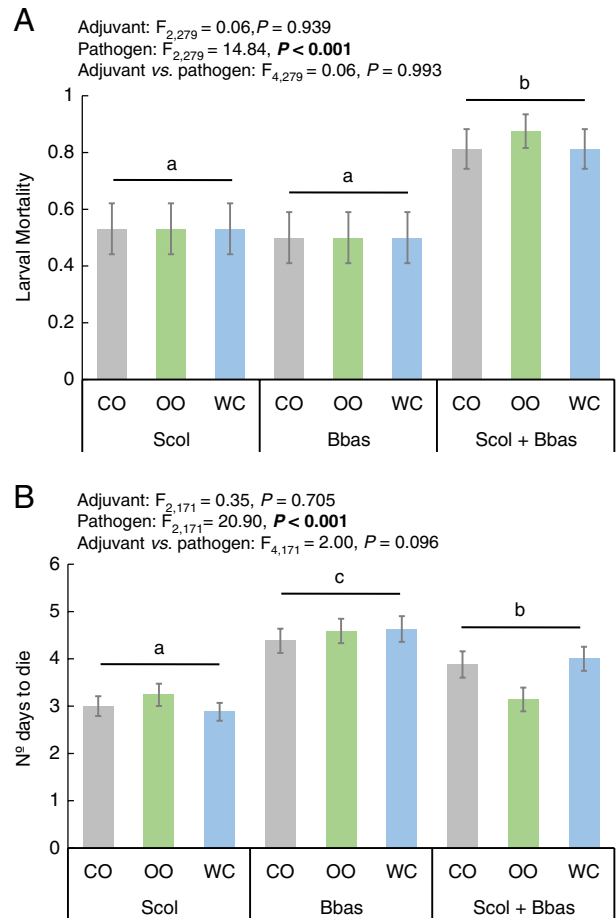 A
Adjuvant: F2,279 = 0.06, P = 0.939
Pathogen: F2,279 = 14.84, P < 0.001
Adjuvant vs. pathogen: F4,279 = 0.06, P = 0.993
1
0.8
0.6
0.4
0.2
0
Larval Mortality
a
a
b
CO OO WC CO OO WC CO OO WC
Scol Bbas Scol + Bbas
B
Adjuvant: F2,171 = 0.35, P = 0.705
Pathogen: F2,171 = 20.90, P < 0.001
Adjuvant vs. pathogen: F4,171 = 2.00, P = 0.096
6
5
4
3
2
1
0
Nº days to die
a
c
b
CO OO WC CO OO WC CO OO WC
Scol Bbas Scol + Bbas